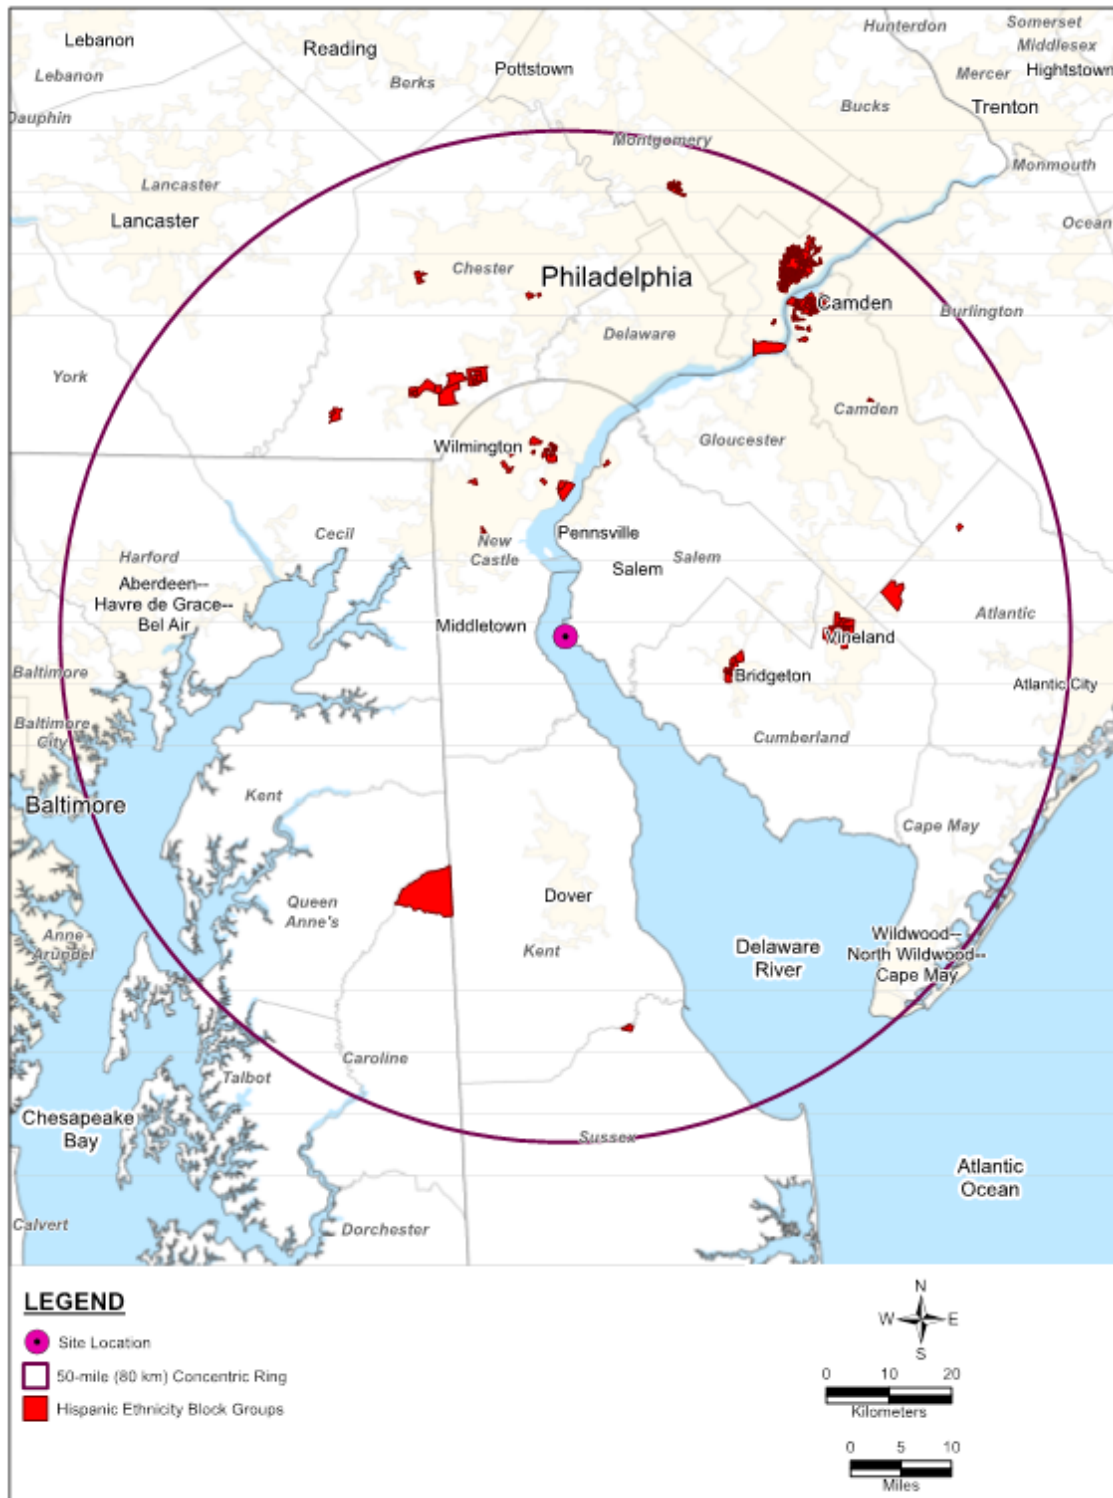 Hunterdon
Somerset
Lebanon
Reading
Middlesex
Lebanon
Berks
Pottstown
Mercer
Hightstown
Dauphin
Bucks
Trenton
Montgomery
Monmouth
Lancaster
Lancaster
Ocean
Chester
Philadelphia
Camden
Burlington
Delaware
York
Camden
Wilmington
Gloucester
Cecil
Pennsville
New
Castle
Harford
Salem
Salem
Aberdeen--
Havre de Grace--
Bel Air
Middletown
Atlantic
Vineland
Baltimore
Bridgeton
Atlantic City
Baltimore
City
Cumberland
Kent
Baltimore
Cape May
Queen
Anne's
Dover
Anne
Arundel
Kent
Delaware
River
Wildwood--
North Wildwood--
Cape May
Caroline
Talbot
Chesapeake
Bay
Sussex
Atlantic
Ocean
Calvert
Dorchester
LEGEND
Site Location
50-mile (80 km) Concentric Ring
Hispanic Ethnicity Block Groups
N
W E
S
0 10 20
Kilometers
0 5 10
Miles